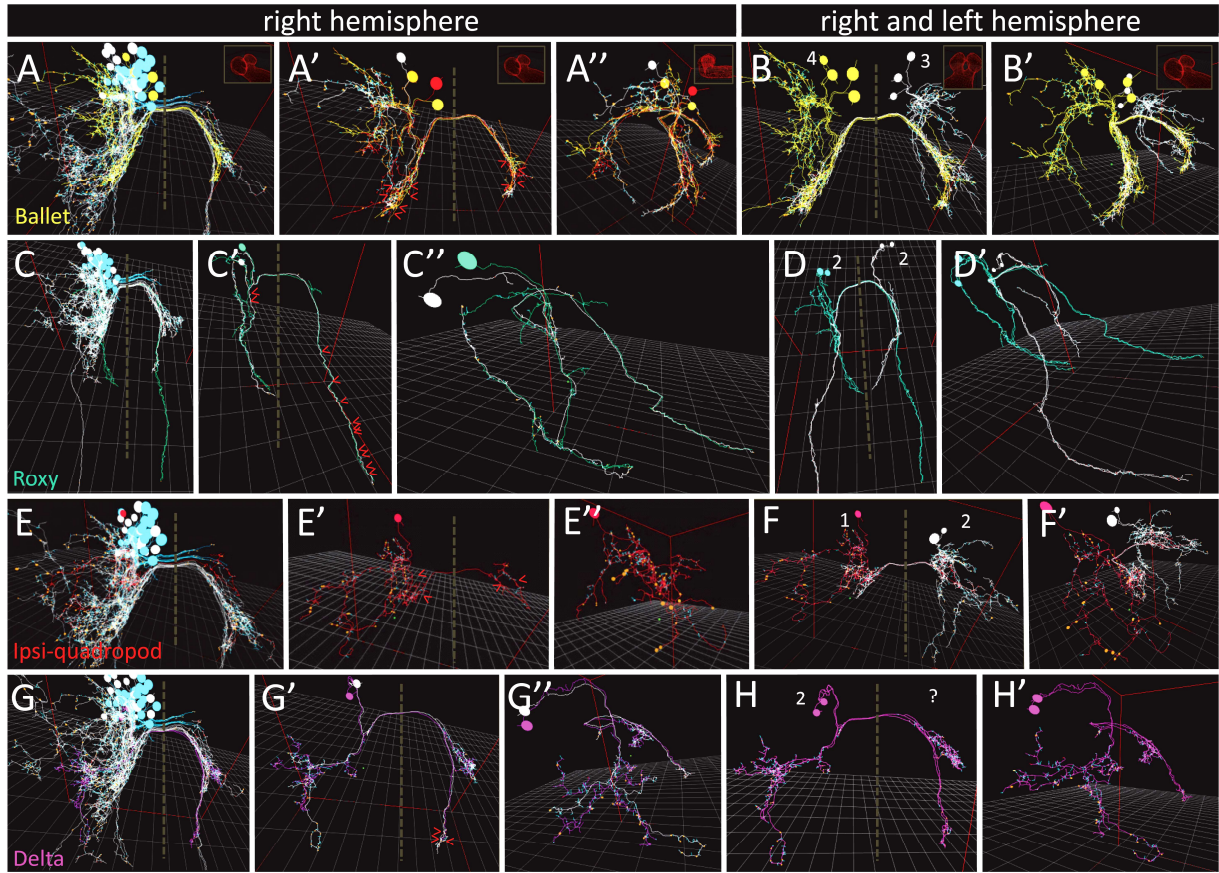 right hemisphere
right and left hemisphere
A
A'
A''
B
4
3
B'
Ballet
C
C'
C''
D
2
2
D'
Roxy
E
E'
E''
F
1
2
F'
Ipsi-quadropod
G
G'
G''
H
2
?
H'
Delta